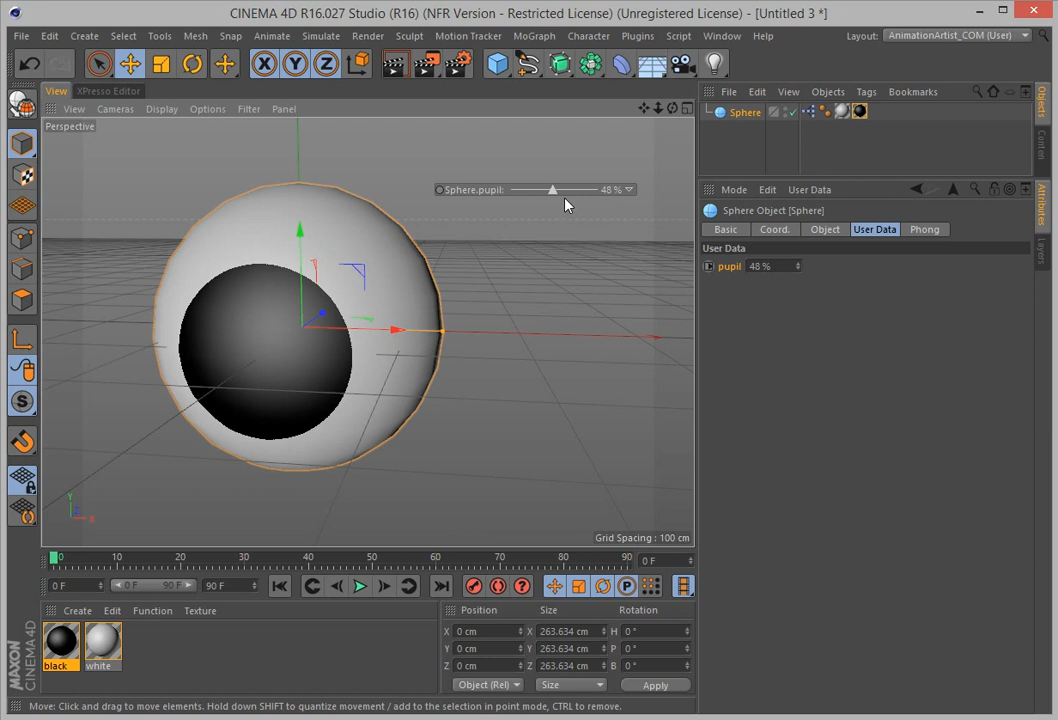 CINEMA 4D R16.027 Studio (R16) (NFR Version - Restricted License) (Unregistered License) - [Untitled 3 *]
File Edit Create Select Tools Mesh Snap Animate Simulate Render Sculpt Motion Tracker MoGraph Character Plugins Script Window Help Layout: AnimationArtist_COM (User)
X Y Z
View XPresso Editor
View Cameras Display Options Filter Panel
Perspective
Sphere.pupil: 48 %
Y
Z
X
Grid Spacing : 100 cm
File Edit View Objects Tags Bookmarks
Sphere
Objects
Conten
Mode Edit User Data
Sphere Object [Sphere]
Basic Coord. Object User Data Phong
User Data
pupil 48 %
Attributes
Layers
S
0 10 20 30 40 50 60 70 80 90 0 F
0 F 0 F 90 F 90 F
P
Create Edit Function Texture
black white
Position Size Rotation
X 0 cm X 263.634 cm H 0 °
Y 0 cm Y 263.634 cm P 0 °
Z 0 cm Z 263.634 cm B 0 °
Object (Rel) Size Apply
MAXON
CINEMA 4D
Move: Click and drag to move elements. Hold down SHIFT to quantize movement / add to the selection in point mode, CTRL to remove.